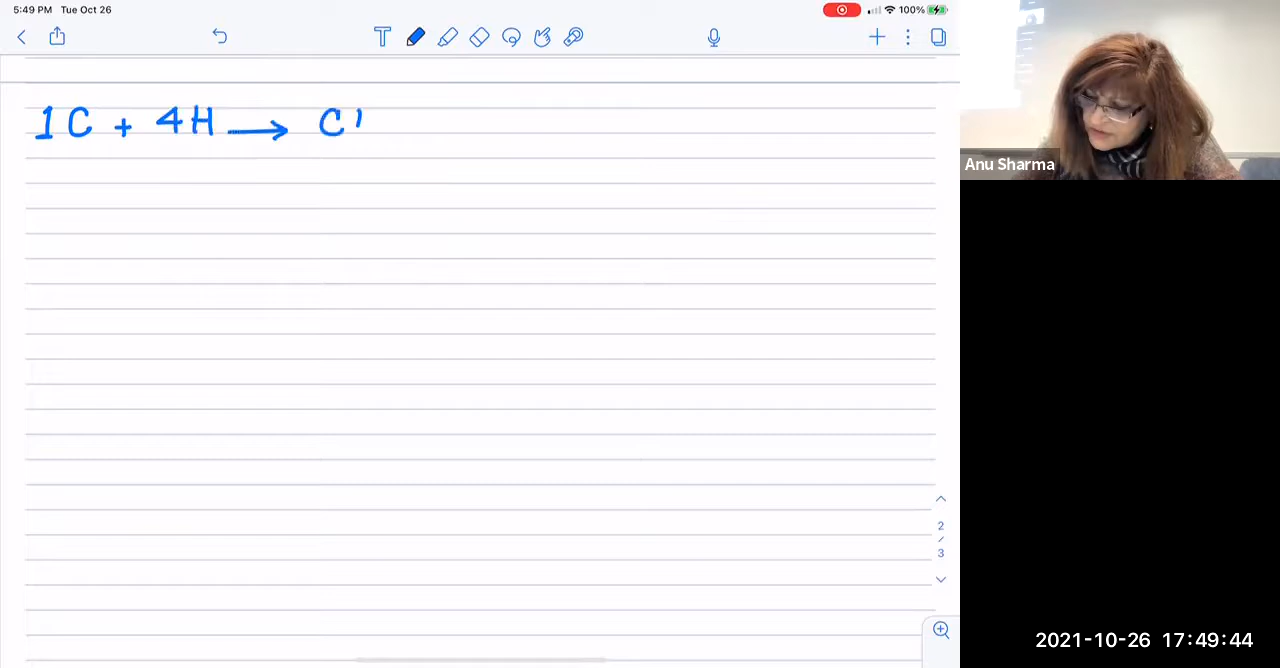 5:49 PM Tue Oct 26
100%
1C + 4H → C
Anu Sharma
2
3
2021-10-26 17:49:44